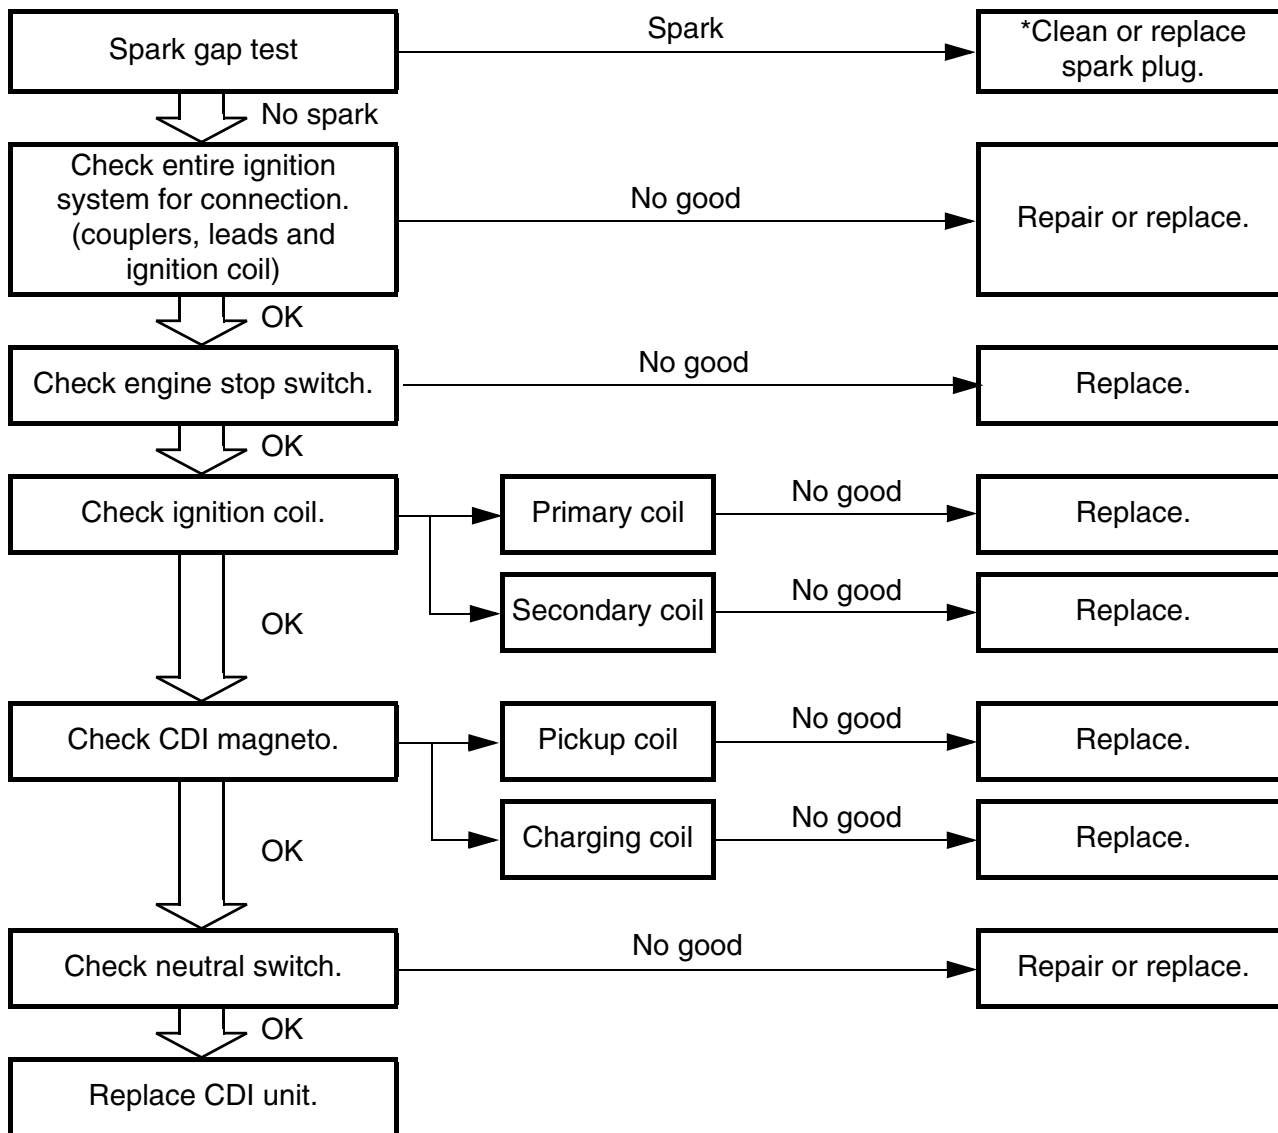 Spark gap test
Spark
*Clean or replace
spark plug.
No spark
Check entire ignition
system for connection.
(couplers, leads and
ignition coil)
No good
Repair or replace.
OK
Check engine stop switch.
No good
Replace.
OK
Check ignition coil.
Primary coil
No good
Replace.
Secondary coil
No good
Replace.
OK
Check CDI magneto.
Pickup coil
No good
Replace.
Charging coil
No good
Replace.
OK
Check neutral switch.
No good
Repair or replace.
OK
Replace CDI unit.